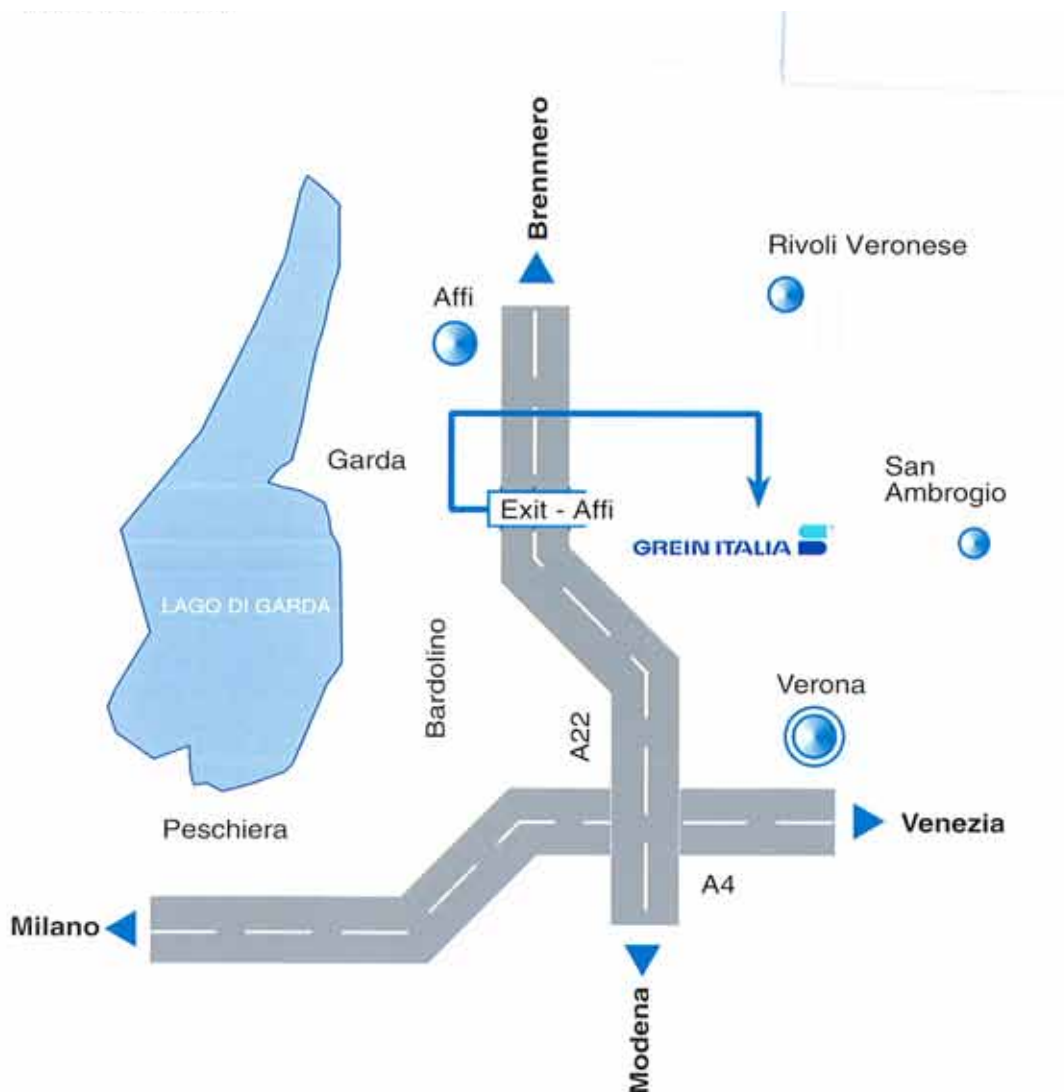 Brennnero
Rivoli Veronese
Affi
Garda
San
Ambrogio
Exit - Affi
GREIN ITALIA
LAGO DI GARDA
Bardolino
Verona
A22
Peschiera
Venezia
A4
Milano
Modena